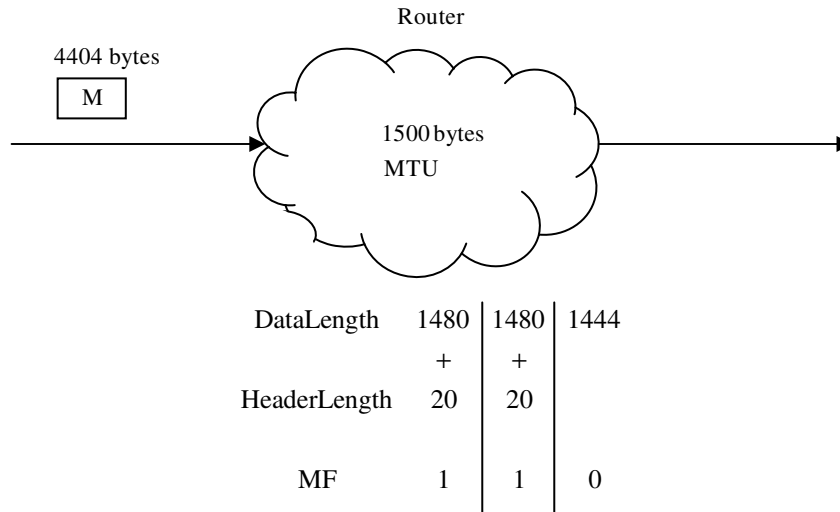 Router
4404 bytes
M
1500 bytes
MTU
DataLength 1480 1480 1444
+ +
HeaderLength 20 20
MF 1 1 0